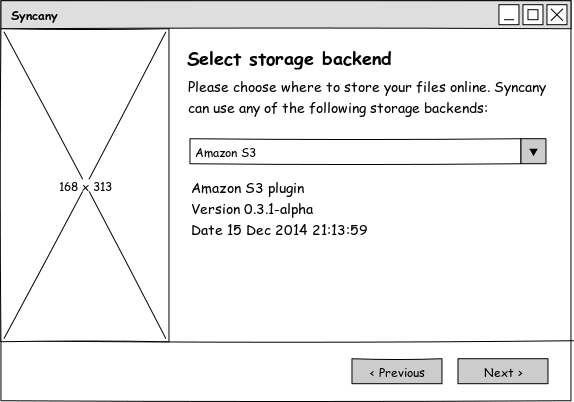 Syncany
Select storage backend
Please choose where to store your files online. Syncany
can use any of the following storage backends:
Amazon S3
168 x 313
Amazon S3 plugin
Version 0.3.1-alpha
Date 15 Dec 2014 21:13:59
‹ Previous
Next ›